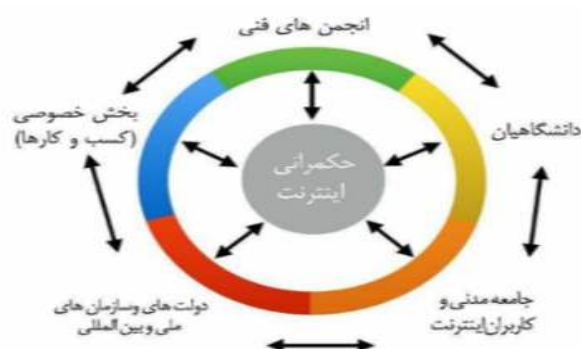 انجمن های فنی
بخش خصوصی
(کسب و کارها)
دانشگاهیان
حکمرانی
اینترنت
دولت های وسازمان های
ملی و بین المللی
جامعه مدنی و
کاربران اینترنت